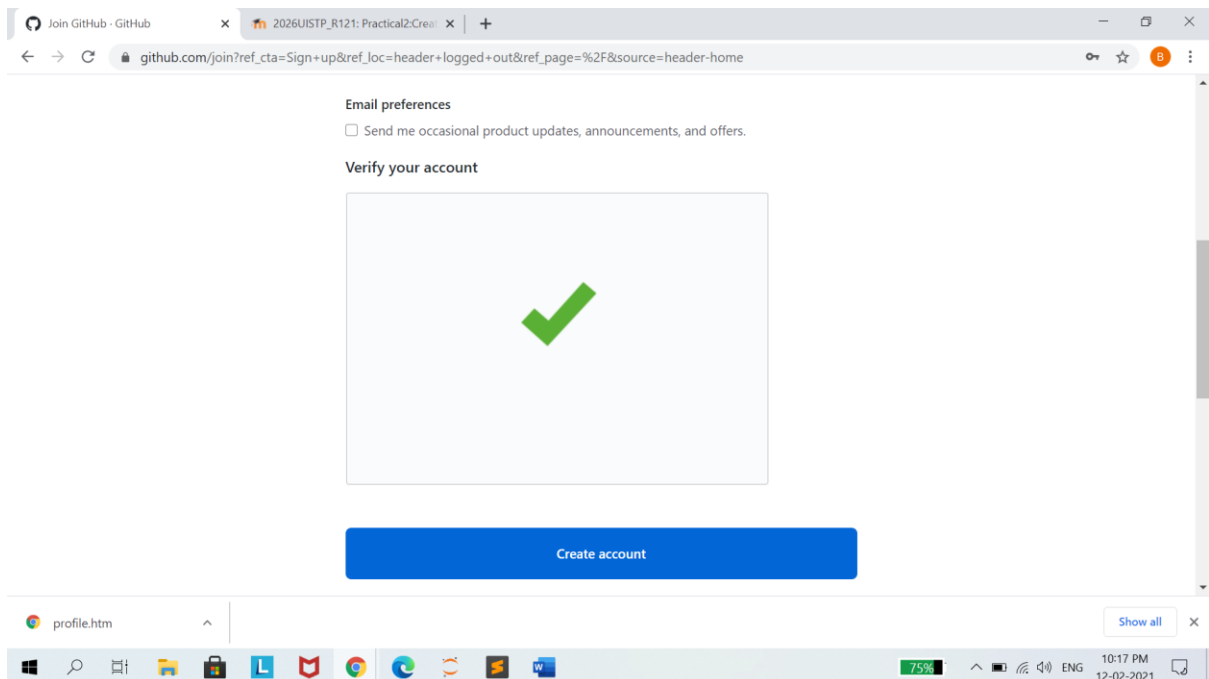 Join GitHub · GitHub
2026UISTP_R121: Practical2:Creat
github.com/join?ref_cta=Sign+up&ref_loc=header+logged+out&ref_page=%2F&source=header-home
B
Email preferences
Send me occasional product updates, announcements, and offers.
Verify your account
Create account
profile.htm
Show all
L
S
W
75%
ENG
10:17 PM
12-02-2021